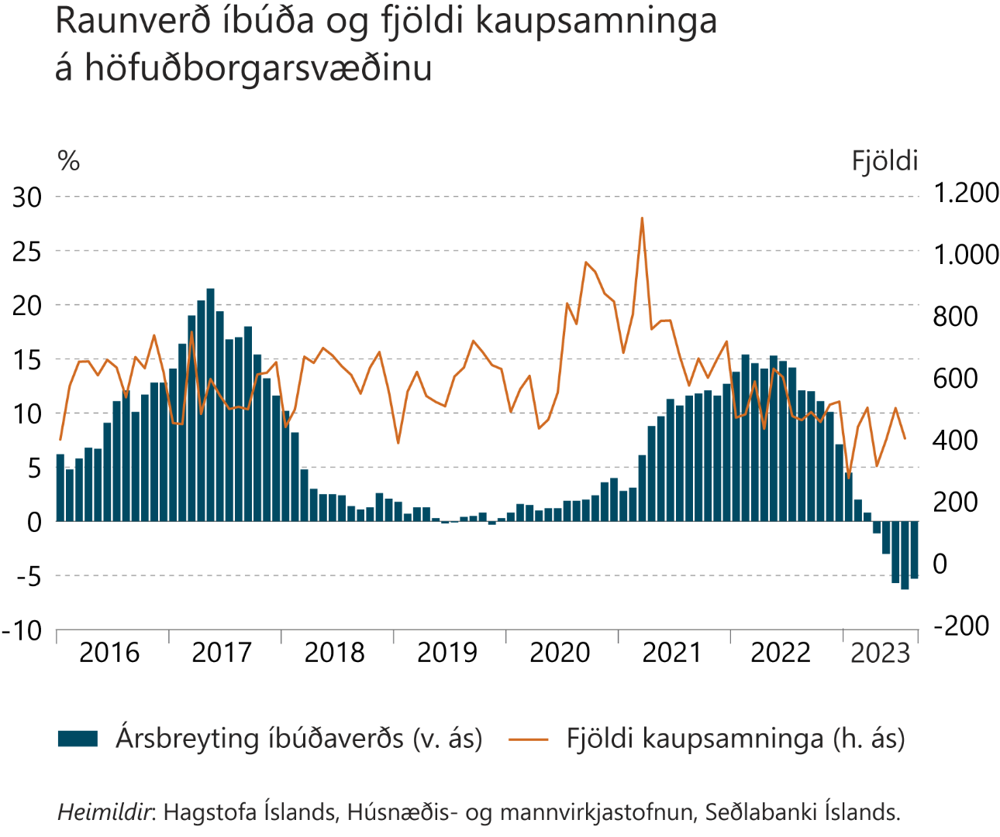 Raunverð íbúða og fjöldi kaupsamninga
á höfuðborgarsvæðinu
% Fjöldi
30 1.200
25 1.000
20 800
15 600
10 400
5 200
0 0
-5 -200
-10
2016 2017 2018 2019 2020 2021 2022 2023
Ársbreyting íbúðaverðs (v. ás) Fjöldi kaupsamninga (h. ás)
Heimildir: Hagstofa Íslands, Húsnæðis- og mannvirkjastofnun, Seðlabanki Íslands.